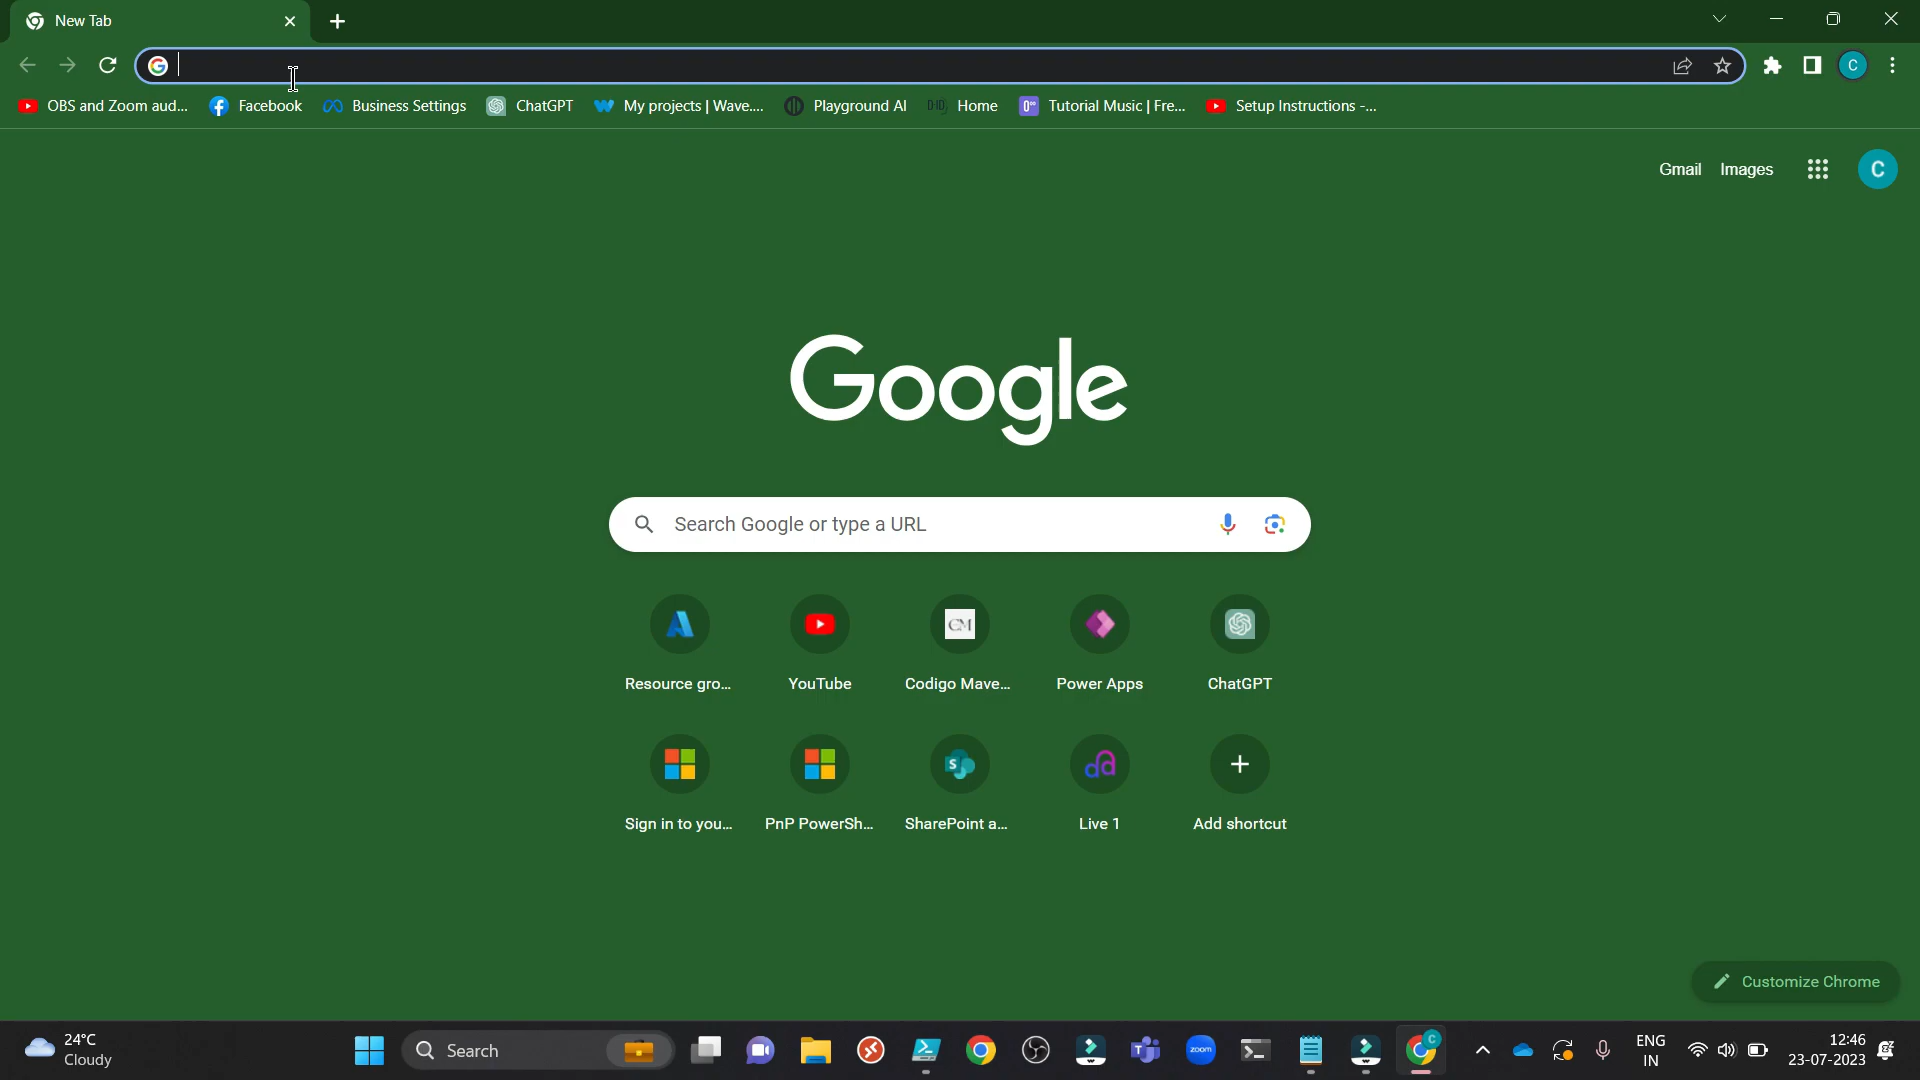 New Tab
OBS and Zoom aud...
Facebook
Business Settings
ChatGPT
My projects | Wave....
Playground AI
D-ID
Home
Tutorial Music | Fre...
Setup Instructions -...
Gmail
Images
C
C
Google
Search Google or type a URL
CM
Resource gro...
YouTube
Codigo Mave...
Power Apps
ChatGPT
S
Sign in to you...
PnP PowerSh...
SharePoint a...
Live 1
Add shortcut
Customize Chrome
24°C
Cloudy
Search
zoom
C
ENG
IN
12:46
23-07-2023